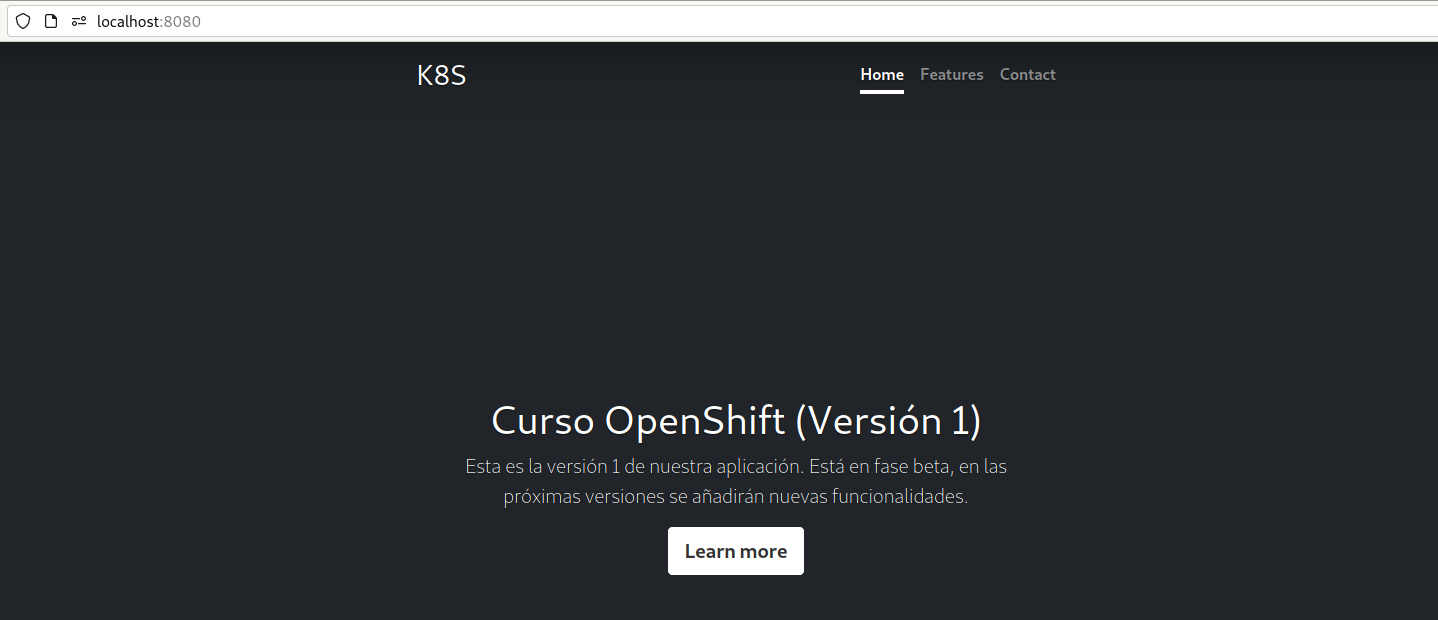 localhost:8080
K8S
Home Features Contact
Curso OpenShift (Versión 1)
Esta es la versión 1 de nuestra aplicación. Está en fase beta, en las
próximas versiones se añadirán nuevas funcionalidades.
Learn more